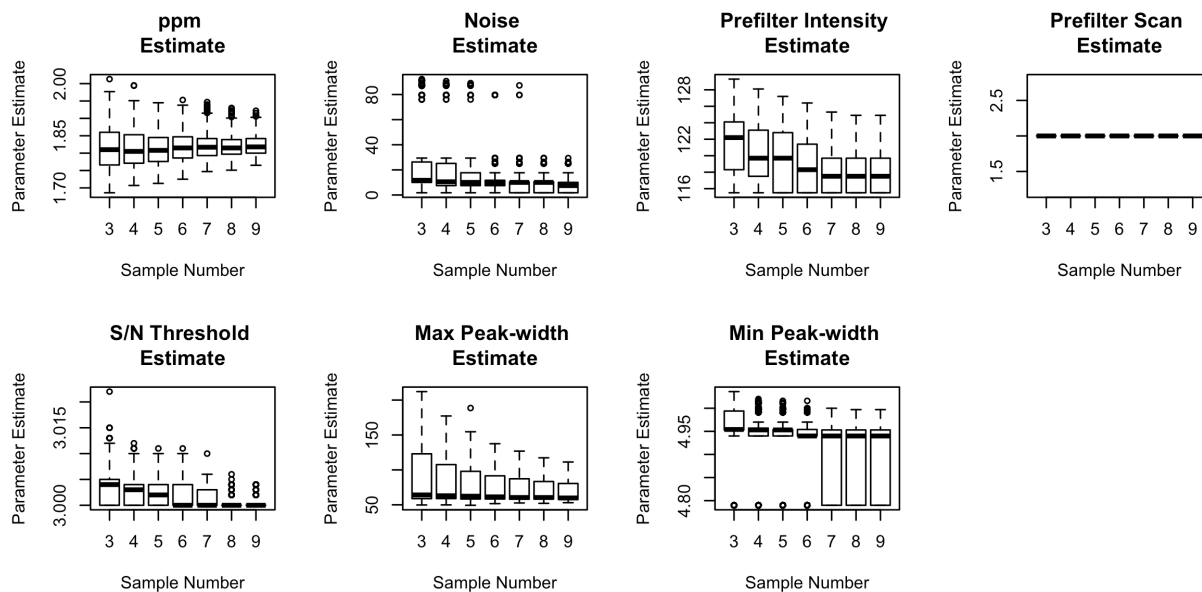 ppm
Estimate
Parameter Estimate
2.00
1.85
1.70
3 4 5 6 7 8 9
Sample Number
Noise
Estimate
Parameter Estimate
80
40
0
3 4 5 6 7 8 9
Sample Number
Prefilter Intensity
Estimate
Parameter Estimate
128
122
116
3 4 5 6 7 8 9
Sample Number
Prefilter Scan
Estimate
Parameter Estimate
2.5
1.5
3 4 5 6 7 8 9
Sample Number
S/N Threshold
Estimate
Parameter Estimate
3.015
3.000
3 4 5 6 7 8 9
Sample Number
Max Peak-width
Estimate
Parameter Estimate
150
50
3 4 5 6 7 8 9
Sample Number
Min Peak-width
Estimate
Parameter Estimate
4.95
4.80
3 4 5 6 7 8 9
Sample Number